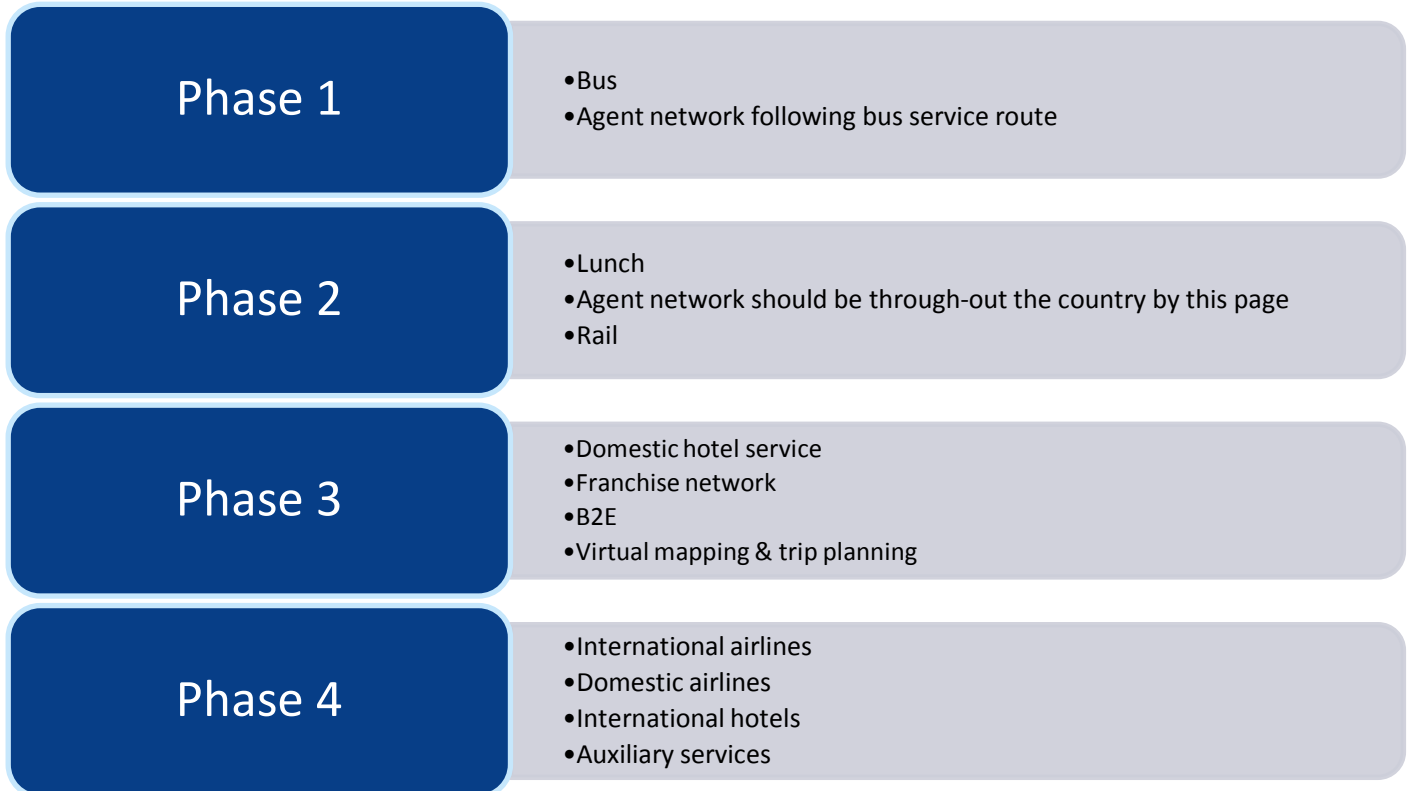 Phase 1
•Bus
•Agent network following bus service route
Phase 2
•Lunch
•Agent network should be through-out the country by this page
•Rail
Phase 3
•Domestic hotel service
•Franchise network
•B2E
•Virtual mapping & trip planning
Phase 4
•International airlines
•Domestic airlines
•International hotels
•Auxiliary services